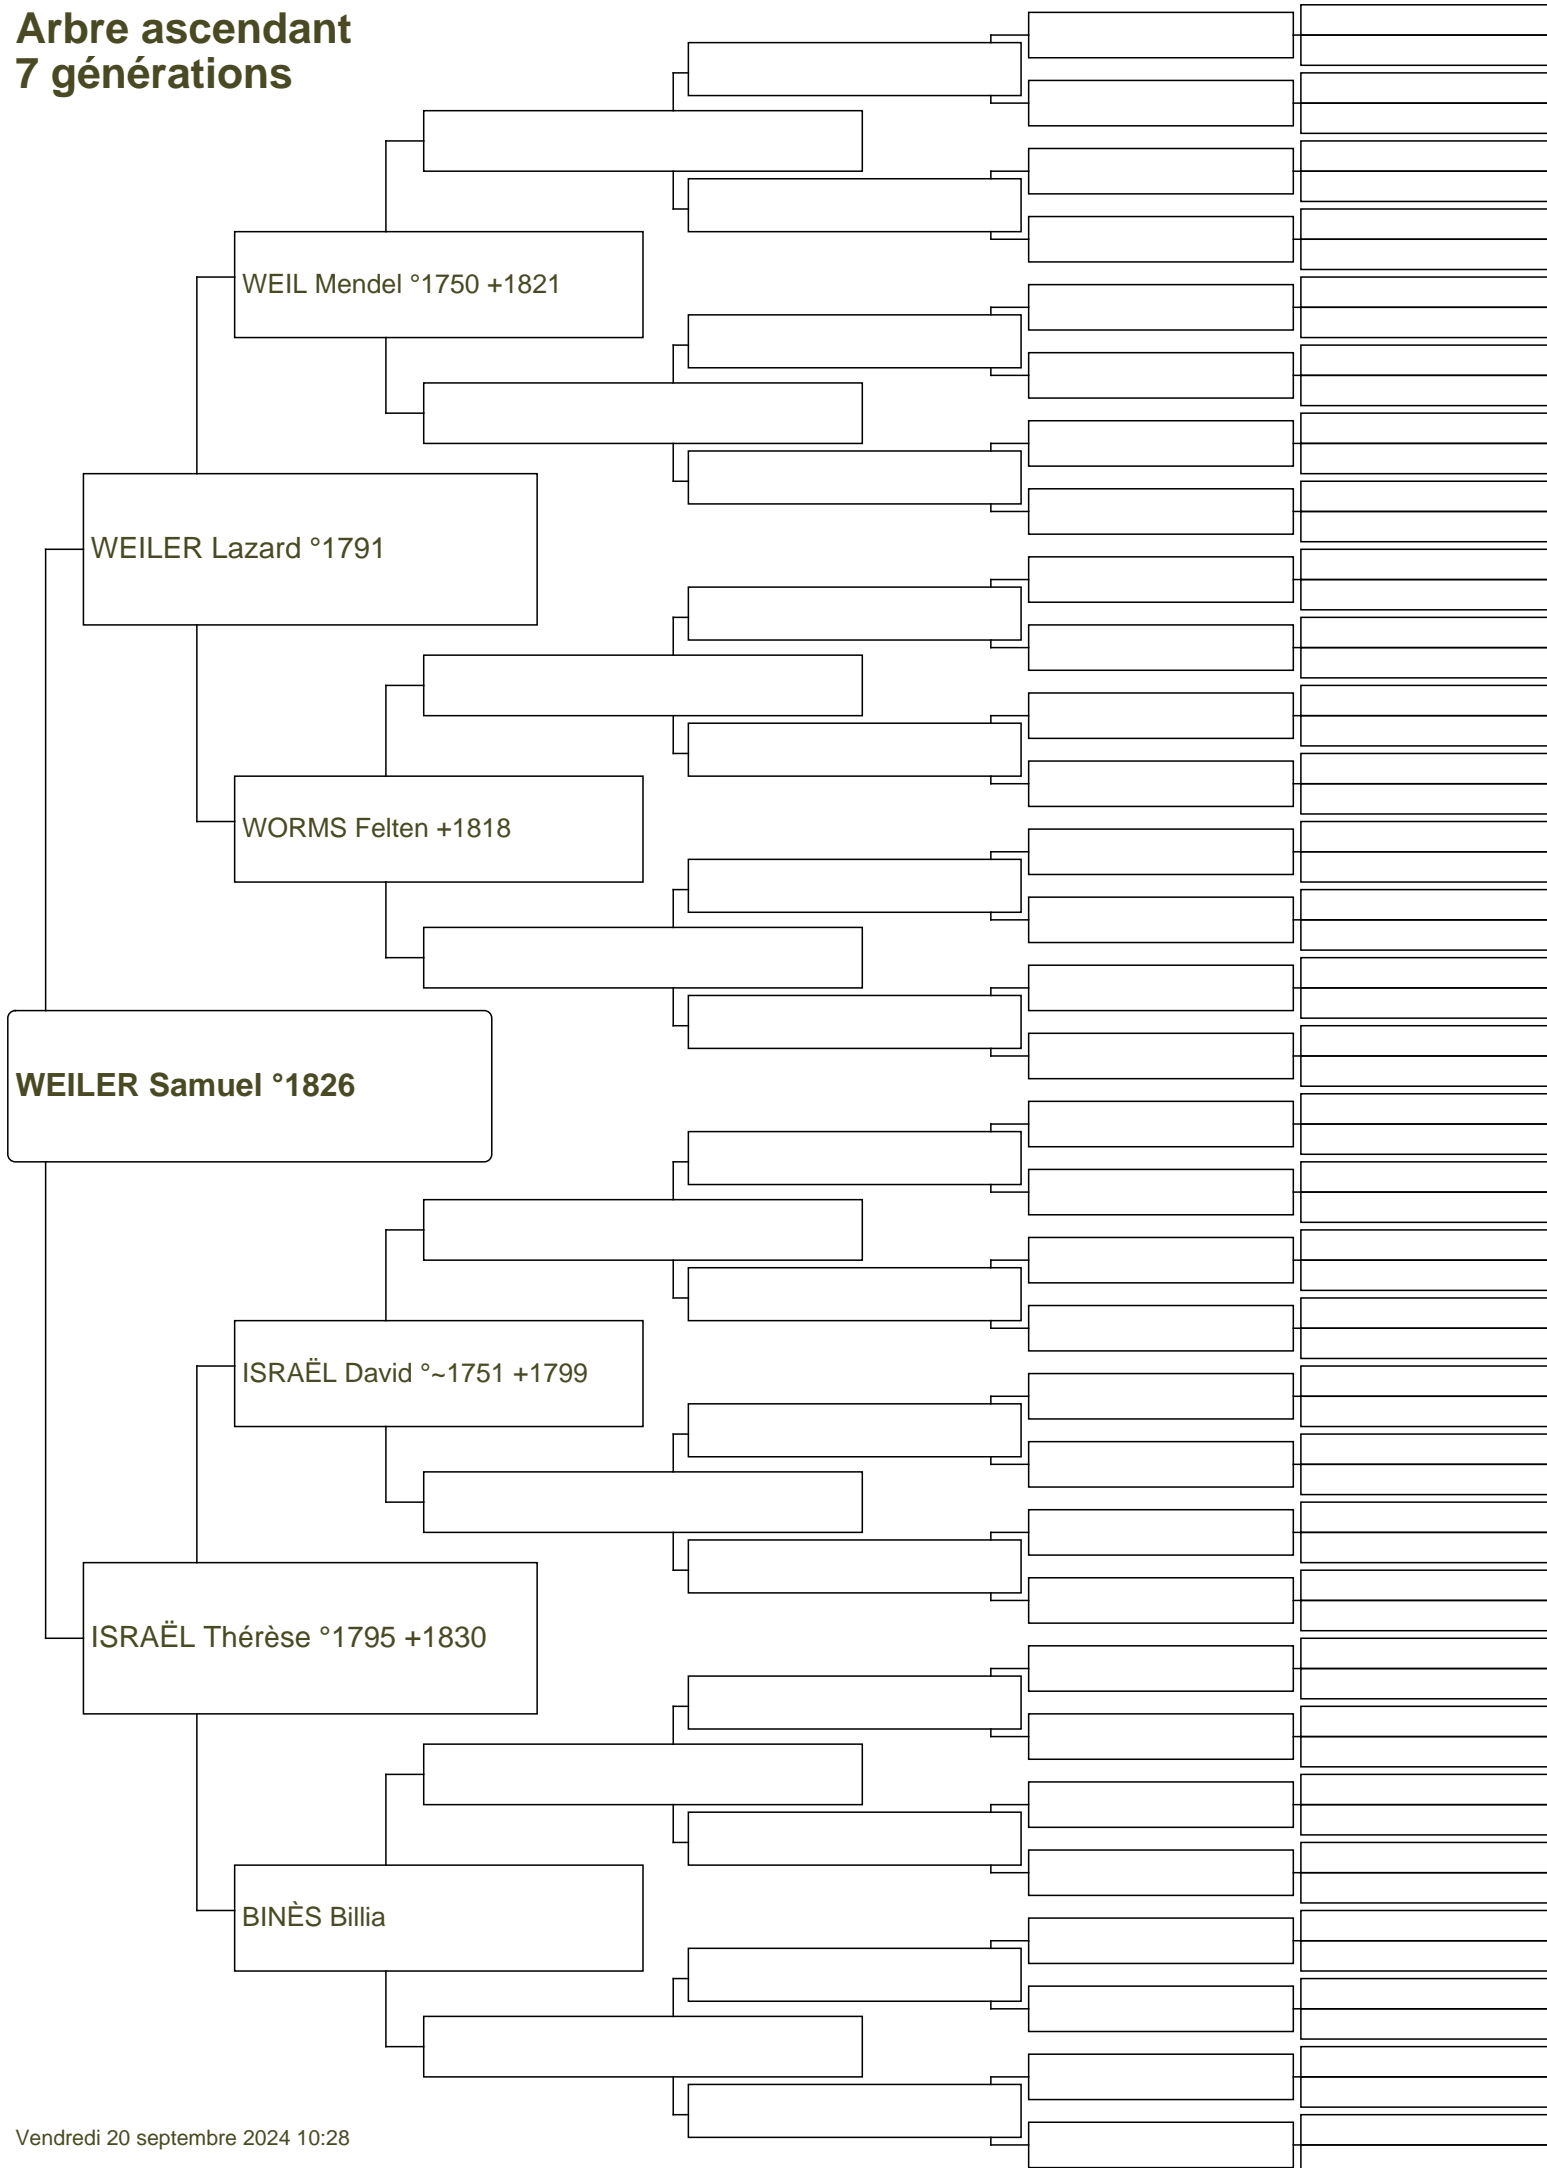 Arbre ascendant
7 générations
WEIL Mendel °1750 +1821
WEILER Lazard °1791
WORMS Felten +1818
WEILER Samuel °1826
ISRAËL David °~1751 +1799
ISRAËL Thérèse °1795 +1830
BINÈS Billia
Vendredi 20 septembre 2024 10:28